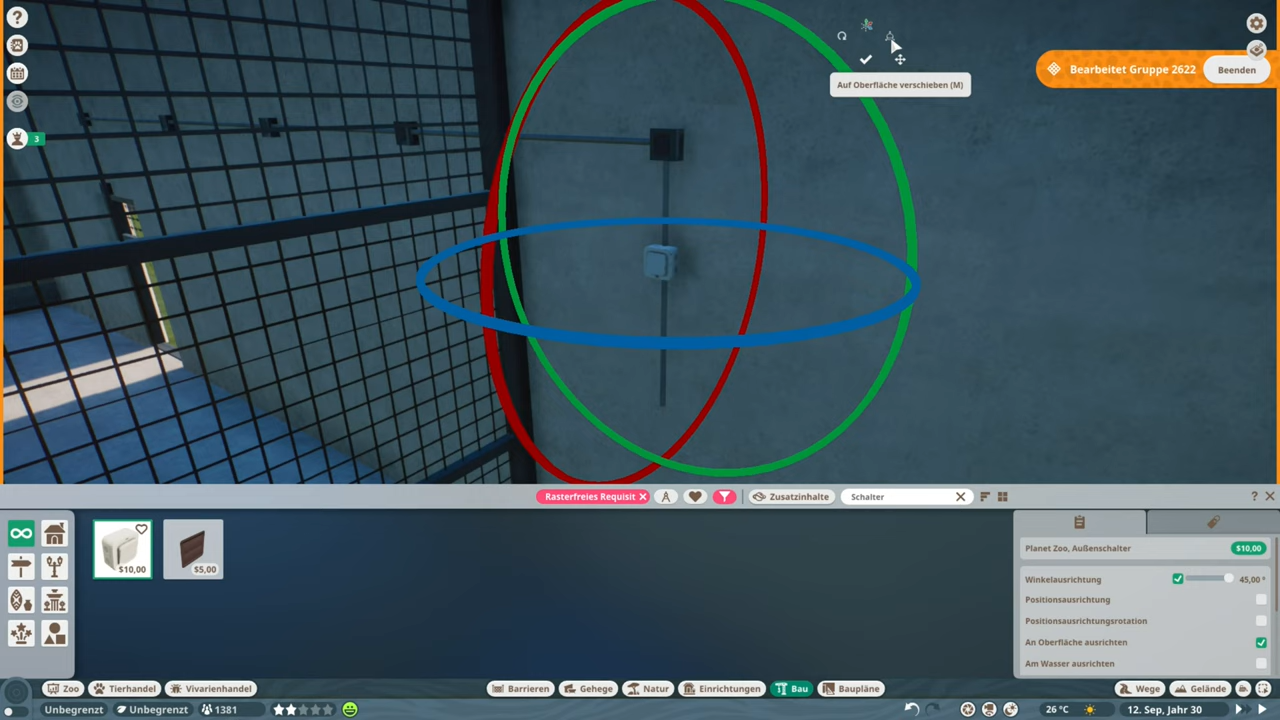 ?
3
Bearbeitet Gruppe 2622
Beenden
Auf Oberfläche verschieben (M)
Rasterfreies Requisit ×
Zusatzinhalte
Schalter
?
$10,00
$5,00
Planet Zoo, Außenschalter
$10,00
Winkelausrichtung
45,00°
Positionsausrichtung
Positionsausrichtungsrotation
An Oberfläche ausrichten
Am Wasser ausrichten
Zoo
Tierhandel
Vivarienhandel
Barrieren
Gehege
Natur
Einrichtungen
Bau
Baupläne
Wege
Gelände
Unbegrenzt
Unbegrenzt
1381
26 °C
12. Sep, Jahr 30